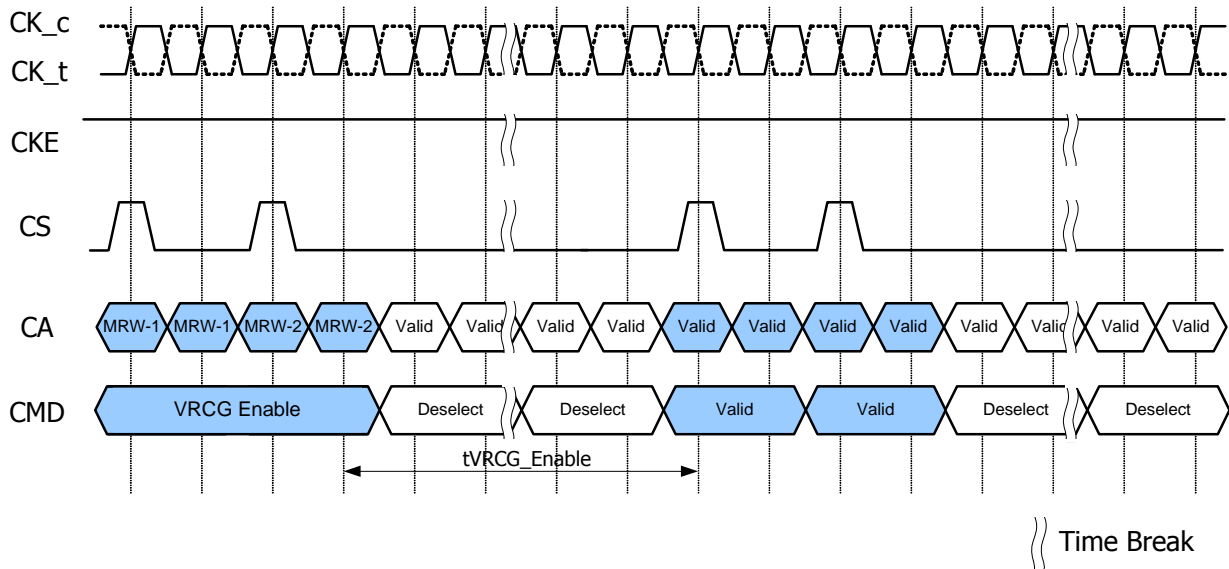 CK_c
CK_t
CKE
CS
CA MRW-1 MRW-1 MRW-2 MRW-2 Valid Valid Valid Valid Valid Valid Valid Valid Valid Valid Valid Valid
CMD VRCG Enable Deselect Deselect Valid Valid Deselect Deselect
tVRCG_Enable
Time Break